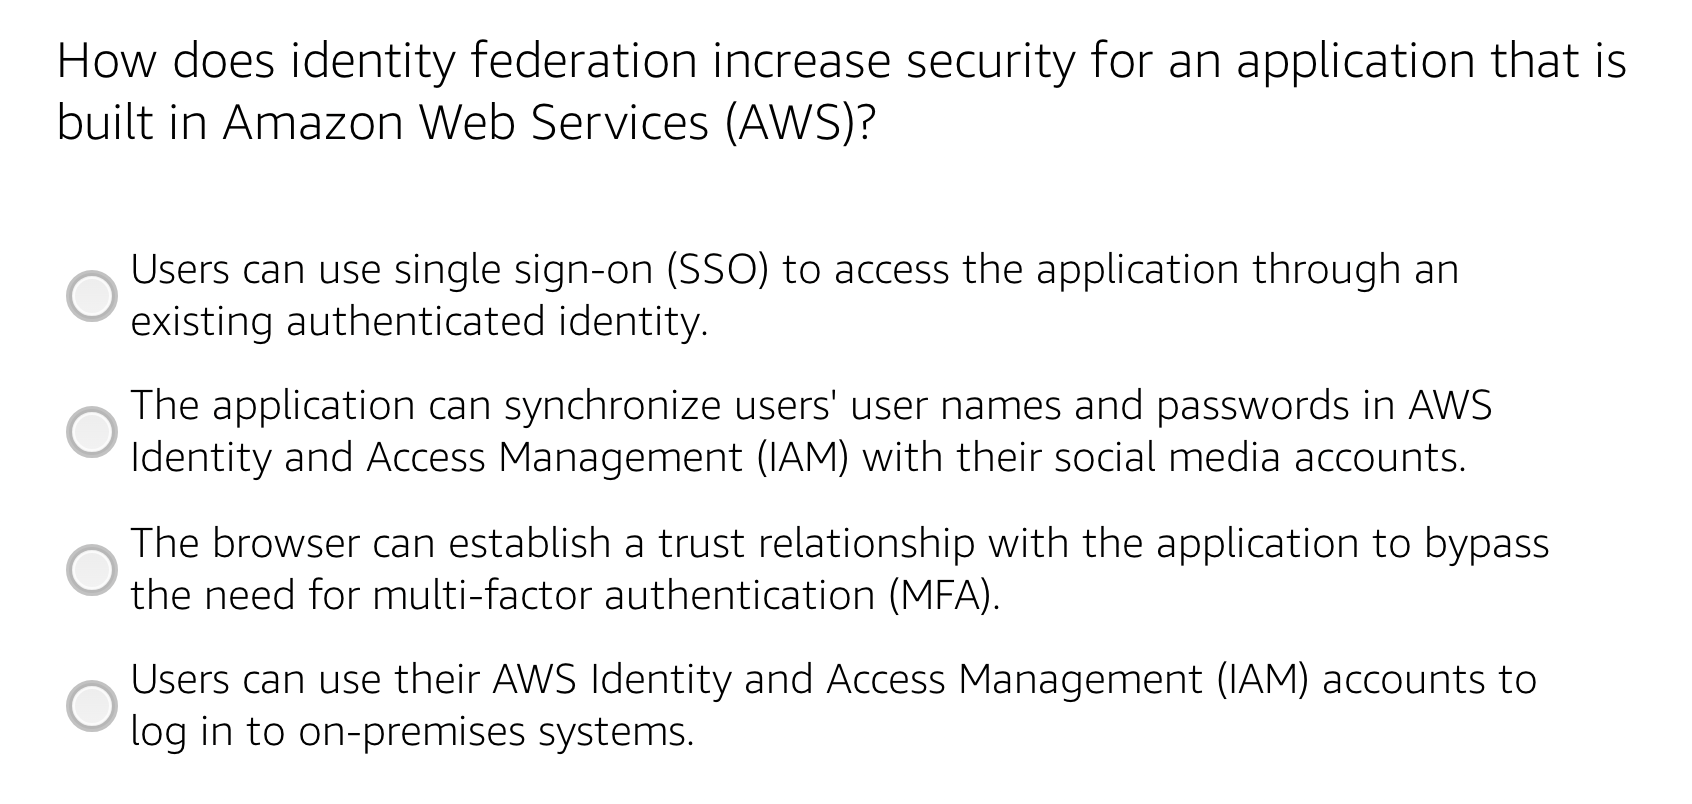 How does identity federation increase security for an application that is
built in Amazon Web Services (AWS)?
Users can use single sign-on (SSO) to access the application through an
existing authenticated identity.
The application can synchronize users' user names and passwords in AWS
Identity and Access Management (IAM) with their social media accounts.
The browser can establish a trust relationship with the application to bypass
the need for multi-factor authentication (MFA).
Users can use their AWS Identity and Access Management (IAM) accounts to
log in to on-premises systems.